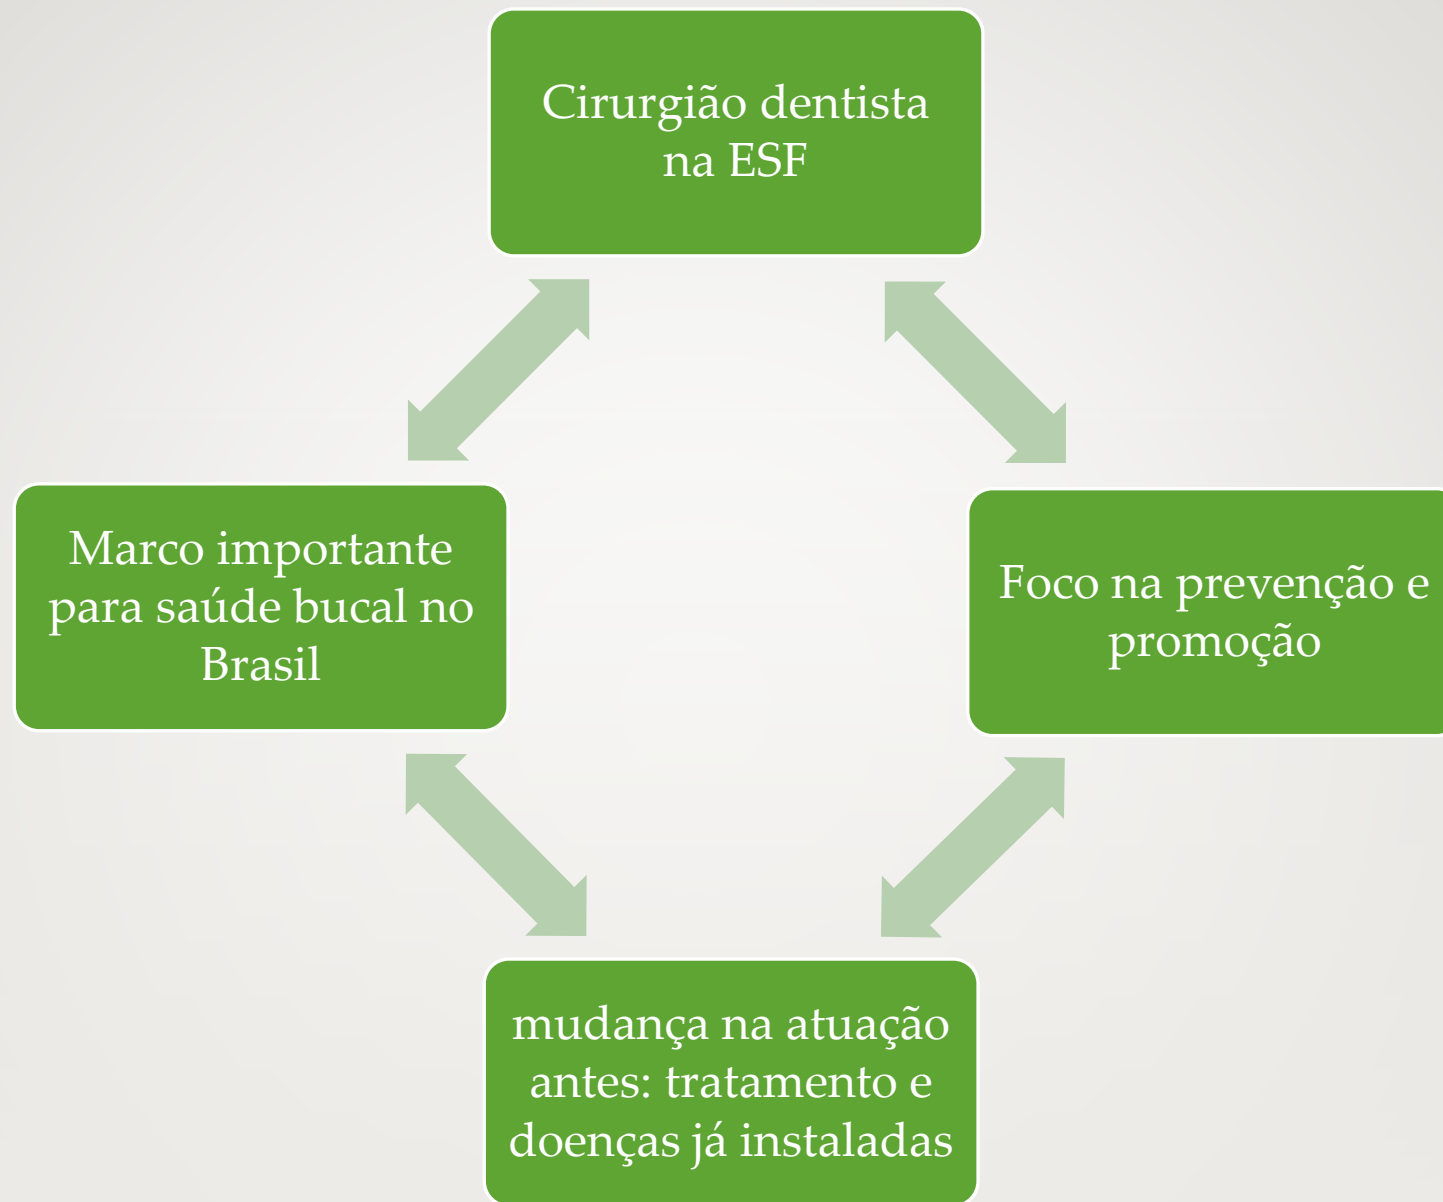 Cirurgião dentista
na ESF
Marco importante
para saúde bucal no
Brasil
Foco na prevenção e
promoção
mudança na atuação
antes: tratamento e
doenças já instaladas